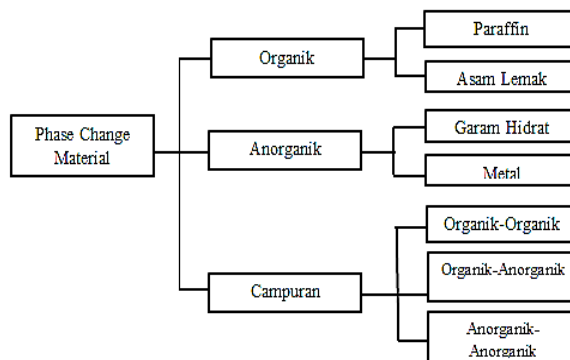 Phase Change
Material
Organik
Paraffin
Asam Lemak
Anorganik
Garam Hidrat
Metal
Campuran
Organik-Organik
Organik-Anorganik
Anorganik-
Anorganik